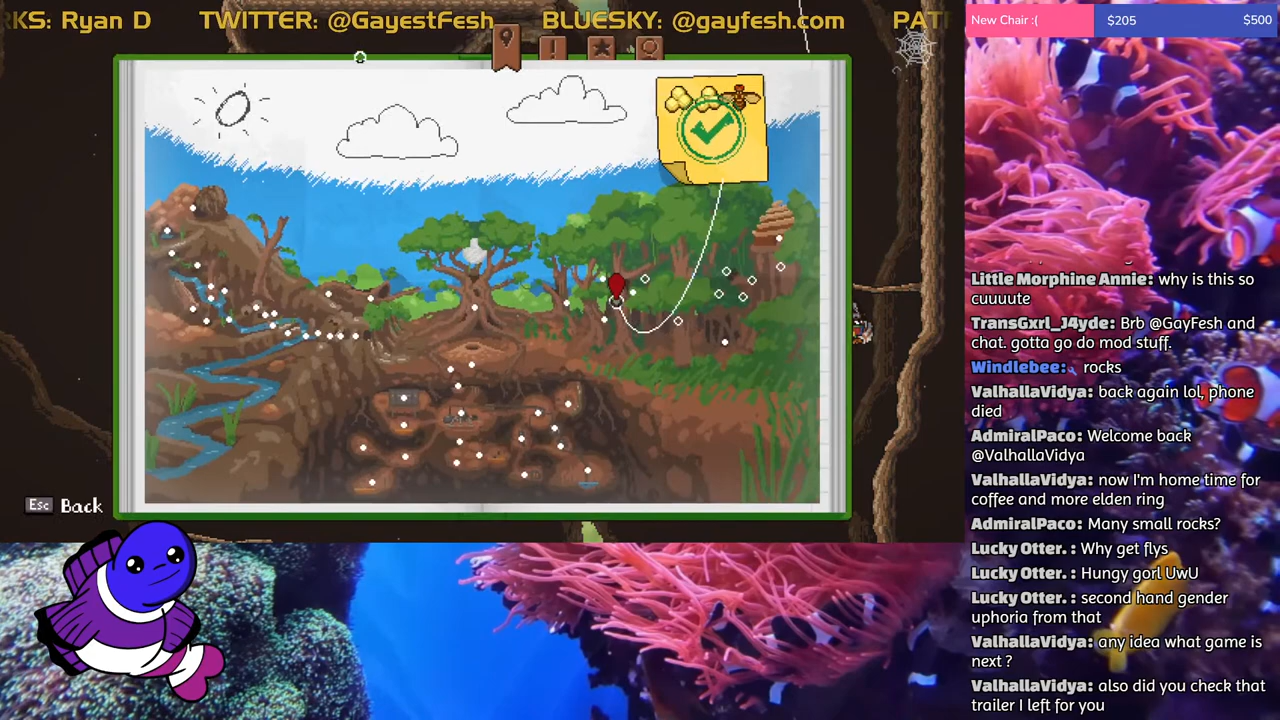 KS: Ryan D TWITTER: @GayestFesh BLUESKY: @gayfesh.com
New Chair :( $205 $500
Esc Back
Little Morphine Annie: why is this so
cuuuute
TransGxrl_J4yde: Brb @GayFesh and
chat. gotta go do mod stuff.
Windlebee: rocks
ValhallaVidya: back again lol, phone
died
AdmiralPaco: Welcome back
@ValhallaVidya
ValhallaVidya: now I'm home time for
coffee and more elden ring
AdmiralPaco: Many small rocks?
Lucky Otter. : Why get flys
Lucky Otter. : Hungy gorl UwU
Lucky Otter. : second hand gender
uphoria from that
ValhallaVidya: any idea what game is
next ?
ValhallaVidya: also did you check that
trailer I left for you